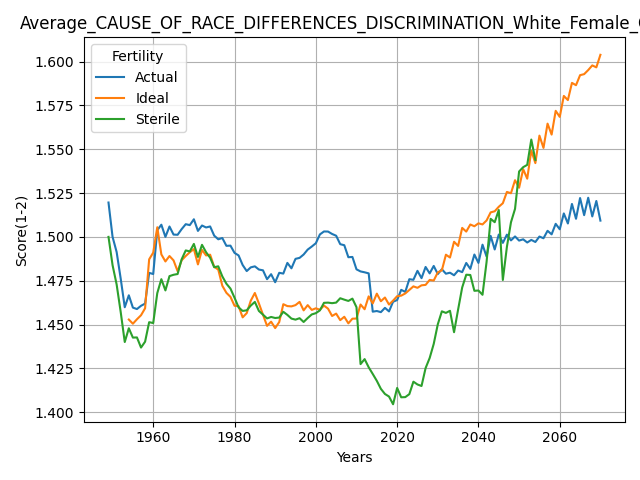 Average_CAUSE_OF_RACE_DIFFERENCES_DISCRIMINATION_White_Female_
Fertility
Actual
Ideal
Sterile
1.600
1.575
1.550
1.525
1.500
1.475
1.450
1.425
1.400
Score(1-2)
1960
1980
2000
2020
2040
2060
Years